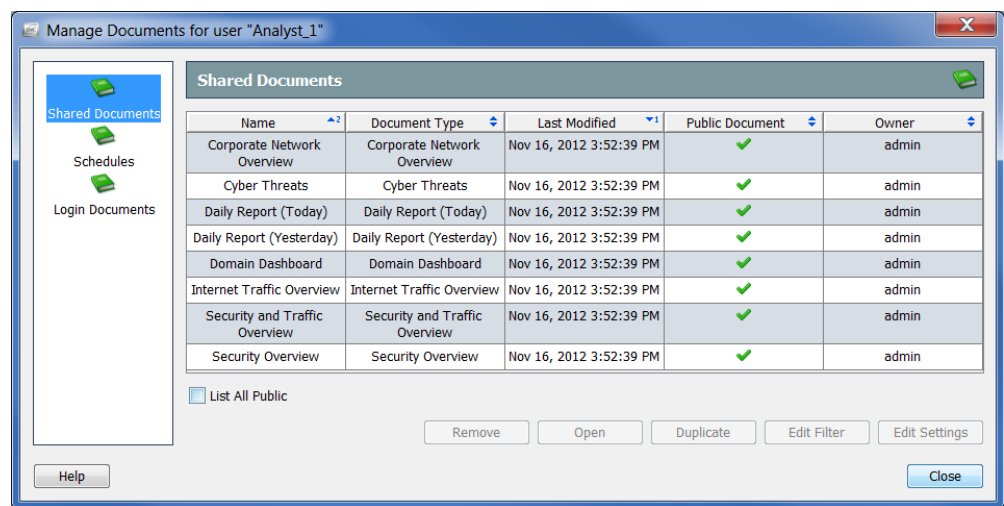 Manage Documents for user "Analyst_1"
X
Shared Documents
Schedules
Login Documents
Shared Documents
Name 2 Document Type Last Modified 1 Public Document Owner
Corporate Network Overview Corporate Network Overview Nov 16, 2012 3:52:39 PM admin
Cyber Threats Cyber Threats Nov 16, 2012 3:52:39 PM admin
Daily Report (Today) Daily Report (Today) Nov 16, 2012 3:52:39 PM admin
Daily Report (Yesterday) Daily Report (Yesterday) Nov 16, 2012 3:52:39 PM admin
Domain Dashboard Domain Dashboard Nov 16, 2012 3:52:39 PM admin
Internet Traffic Overview Internet Traffic Overview Nov 16, 2012 3:52:39 PM admin
Security and Traffic Overview Security and Traffic Overview Nov 16, 2012 3:52:39 PM admin
Security Overview Security Overview Nov 16, 2012 3:52:39 PM admin
List All Public
Remove Open Duplicate Edit Filter Edit Settings
Help Close